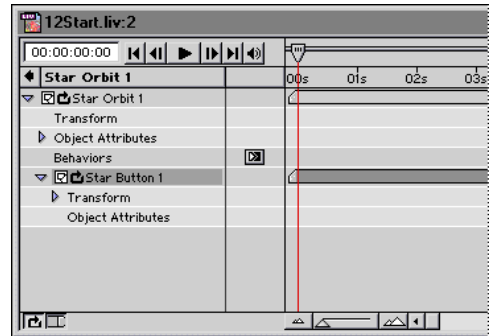 12Start.liv:2
00:00:00:00
Star Orbit 1 00s 01s 02s 03s
Star Orbit 1
Transform
Object Attributes
Behaviors
Star Button 1
Transform
Object Attributes